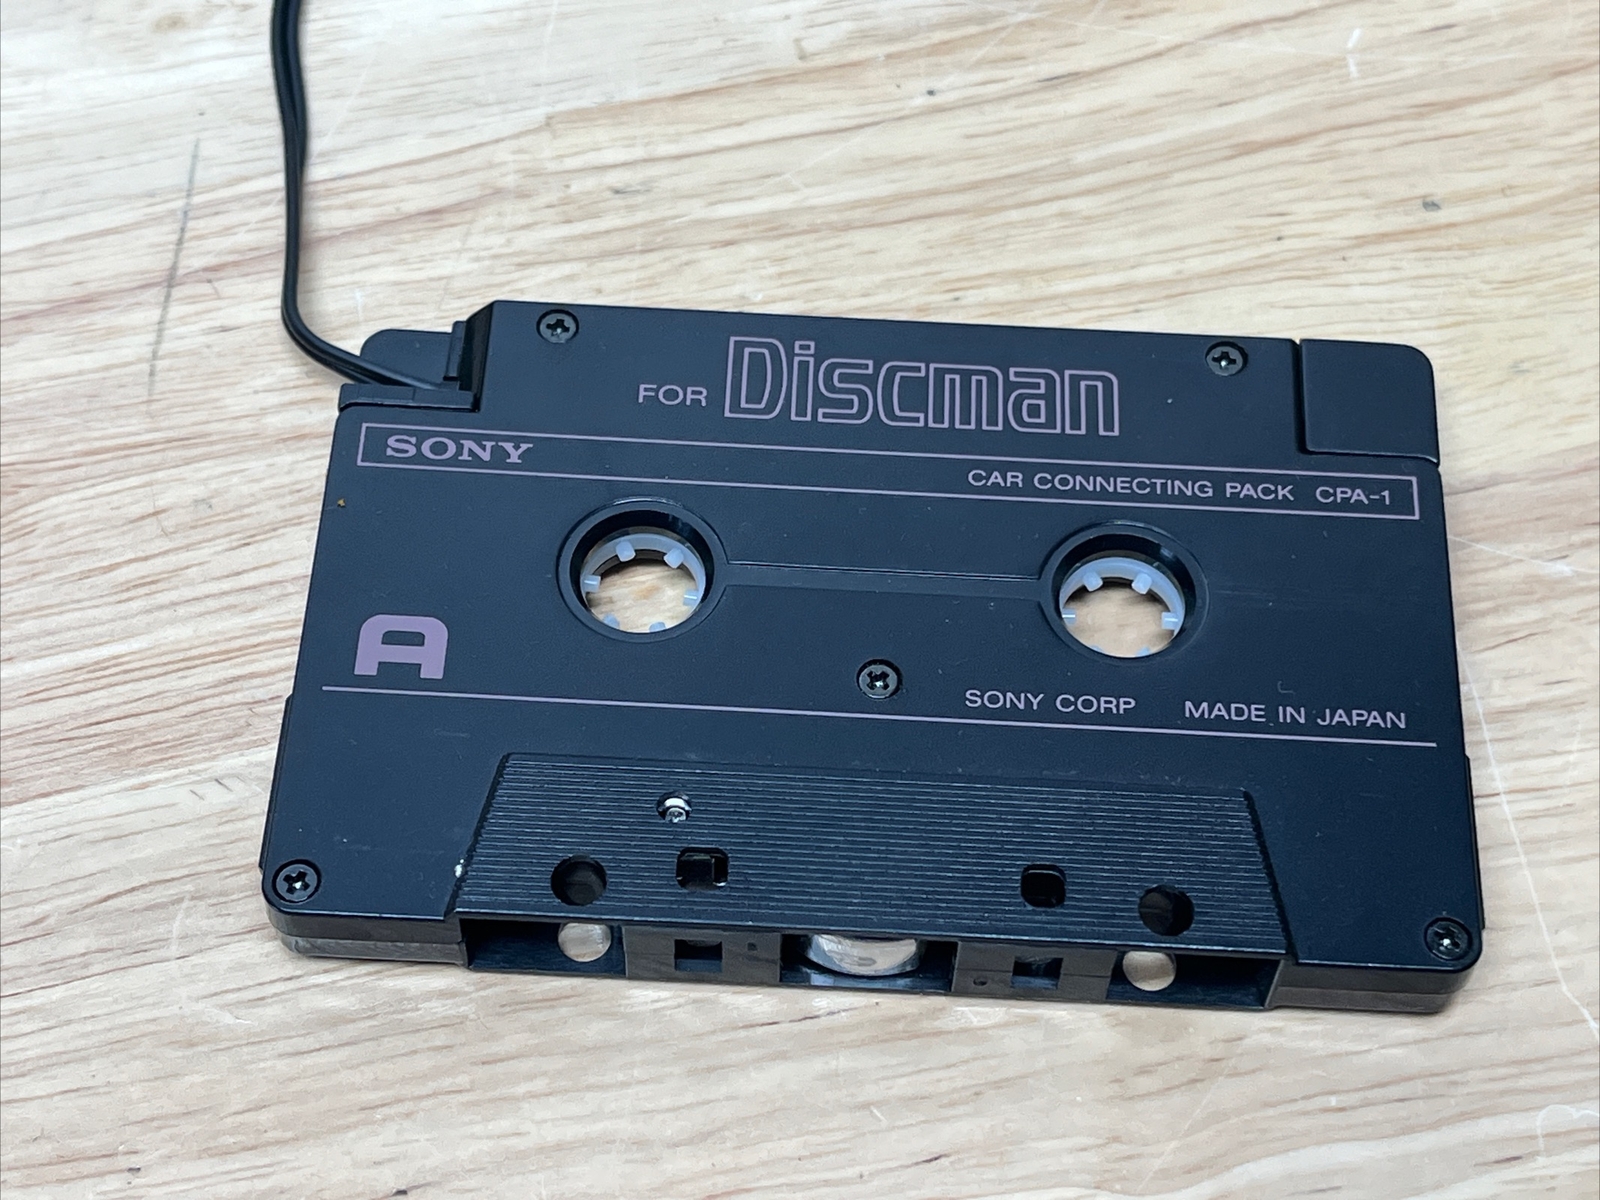 FOR Discman
SONY
CAR CONNECTING PACK CPA-1
A
SONY CORP MADE IN JAPAN